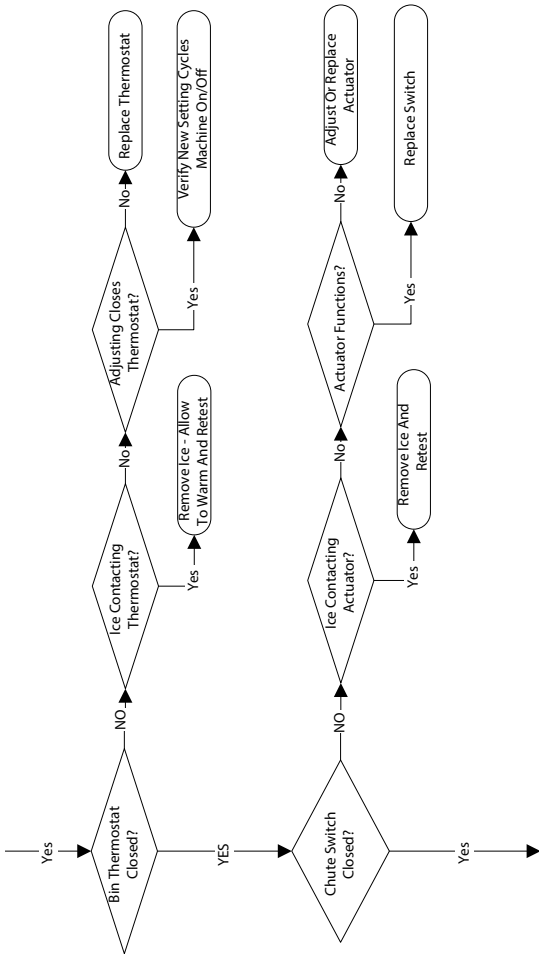 Yes
Bin Thermostat
Closed?
NO
Ice Contacting
Thermostat?
No
Adjusting Closes
Thermostat?
No
Replace Thermostat
Yes
Remove Ice - Allow
To Warm And Retest
Yes
Verify New Setting Cycles
Machine On/Off
YES
Chute Switch
Closed?
NO
Ice Contacting
Actuator?
No
Actuator Functions?
No
Adjust Or Replace
Actuator
Yes
Remove Ice And
Retest
Yes
Replace Switch
Yes